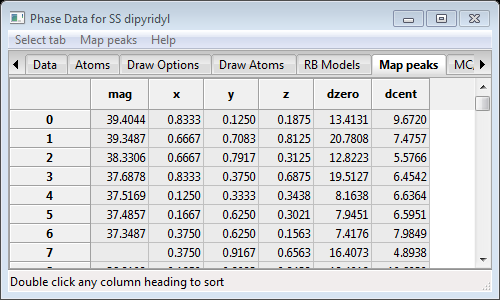 Phase Data for SS dipyridyl
Select tab Map peaks Help
Data Atoms Draw Options Draw Atoms RB Models Map peaks MC/
mag x y z dzero dcent
0 39.4044 0.8333 0.1250 0.1875 13.4131 9.6720
1 39.3487 0.6667 0.7083 0.8125 20.7808 7.4757
2 38.3306 0.6667 0.7917 0.3125 12.8223 5.5766
3 37.6878 0.8333 0.3750 0.6875 19.5127 6.4542
4 37.5169 0.1250 0.3333 0.3438 8.1638 6.6364
5 37.4857 0.1667 0.6250 0.3021 7.9451 6.5951
6 37.3487 0.3750 0.6250 0.1563 7.4176 7.9849
7 0.3750 0.9167 0.6563 16.4073 4.8938
Double click any column heading to sort